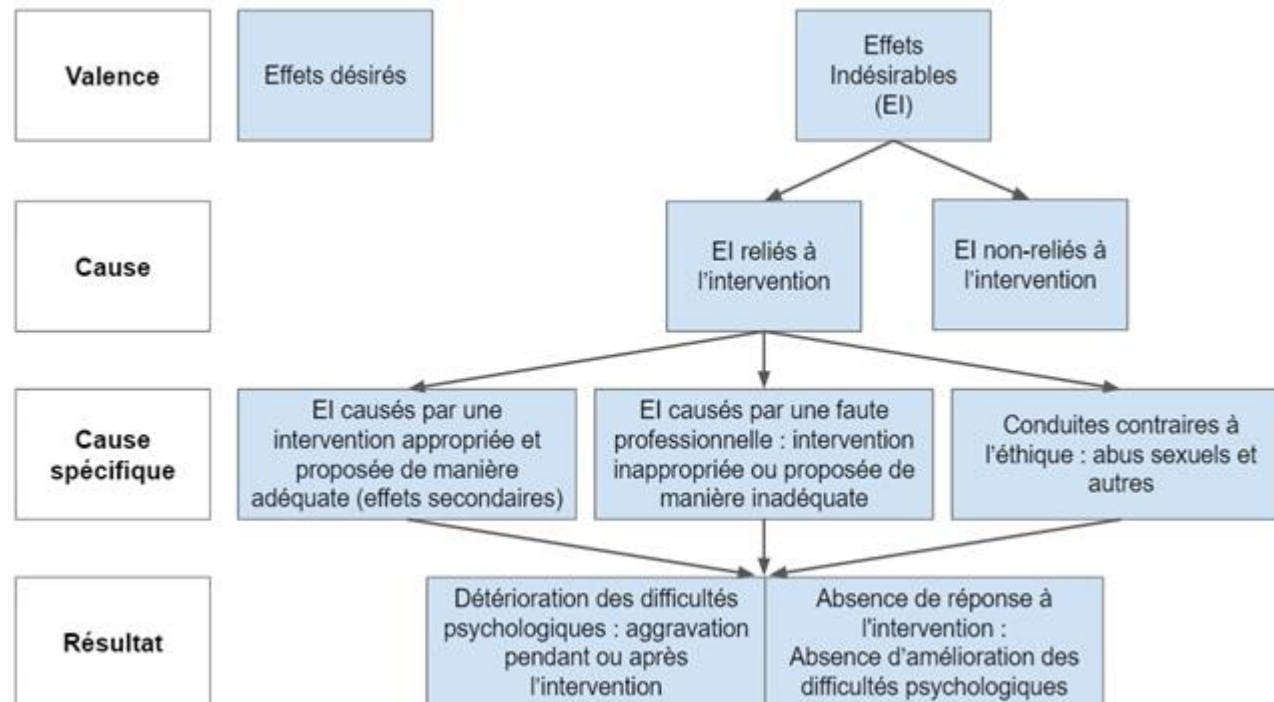 Valence
Effets désirés
Effets
Indésirables
(EI)
Cause
EI reliés à
l'intervention
EI non-reliés à
l'intervention
Cause
spécifique
EI causés par une
intervention appropriée et
proposée de manière
adéquate (effets secondaires)
EI causés par une faute
professionnelle : intervention
inappropriée ou proposée de
manière inadéquate
Conduites contraires à
l'éthique : abus sexuels et
autres
Résultat
Détérioration des difficultés
psychologiques : aggravation
pendant ou après
l'intervention
Absence de réponse à
l'intervention :
Absence d'amélioration des
difficultés psychologiques